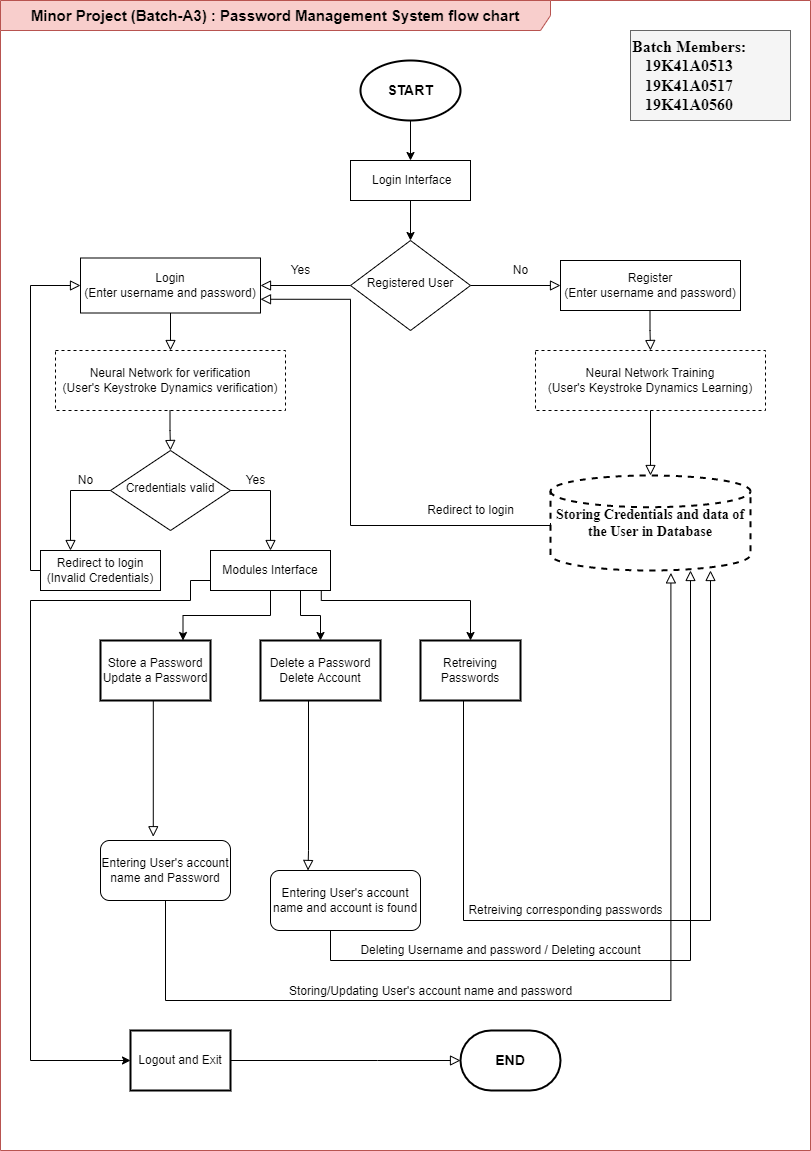 Minor Project (Batch-A3) : Password Management System flow chart
Batch Members:
19K41A0513
19K41A0517
19K41A0560
START
Login Interface
Registered User
Yes
No
Login
(Enter username and password)
Register
(Enter username and password)
Neural Network for verification
(User's Keystroke Dynamics verification)
Neural Network Training
(User's Keystroke Dynamics Learning)
Credentials valid
No
Yes
Redirect to login
Storing Credentials and data of
the User in Database
Redirect to login
(Invalid Credentials)
Modules Interface
Store a Password
Update a Password
Delete a Password
Delete Account
Retreiving
Passwords
Entering User's account
name and Password
Entering User's account
name and account is found
Retreiving corresponding passwords
Deleting Username and password / Deleting account
Storing/Updating User's account name and password
Logout and Exit
END